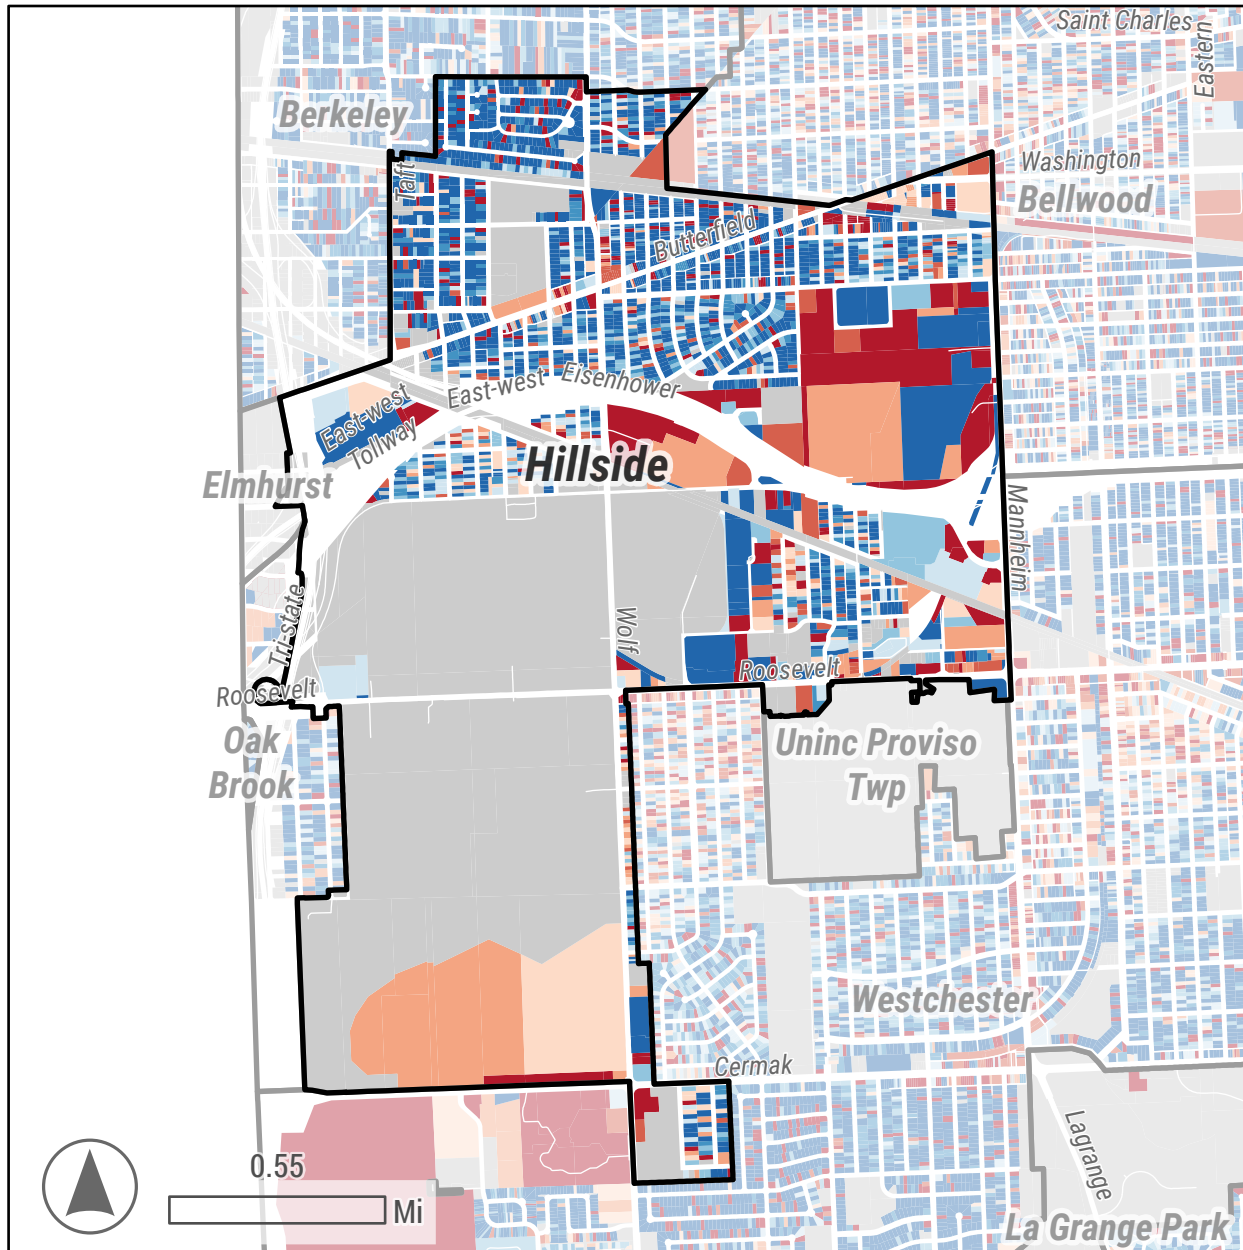 Saint Charles
Eastern
Berkeley
Washington
Taft
Bellwood
Butterfield
East-west
Eisenhower
East-west
Tollway
Hillside
Elmhurst
Mannheim
Tri-state
Wolf
Roosevelt
Roosevelt
Oak
Brook
Uninc Proviso
Twp
Westchester
Cermak
Lagrange
0.55
Mi
La Grange Park